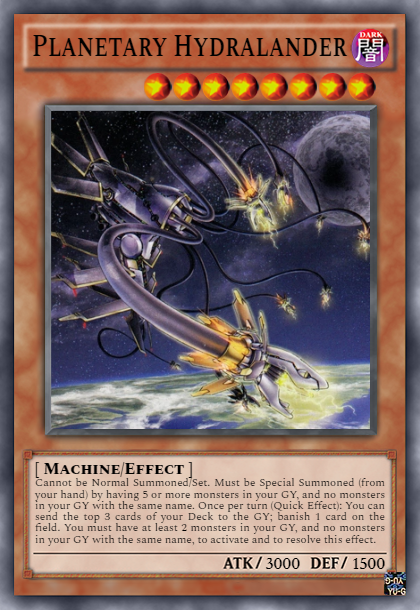 PLANETARY HYDRALANDER
DARK
闇
[ MACHINE/EFFECT ]
Cannot be Normal Summoned/Set. Must be Special Summoned (from
your hand) by having 5 or more monsters in your GY, and no monsters
in your GY with the same name. Once per turn (Quick Effect): You can
send the top 3 cards of your Deck to the GY; banish 1 card on the
field. You must have at least 2 monsters in your GY, and no monsters
in your GY with the same name, to activate and to resolve this effect.
ATK/ 3000 DEF/ 1500
YU-G
YU-G